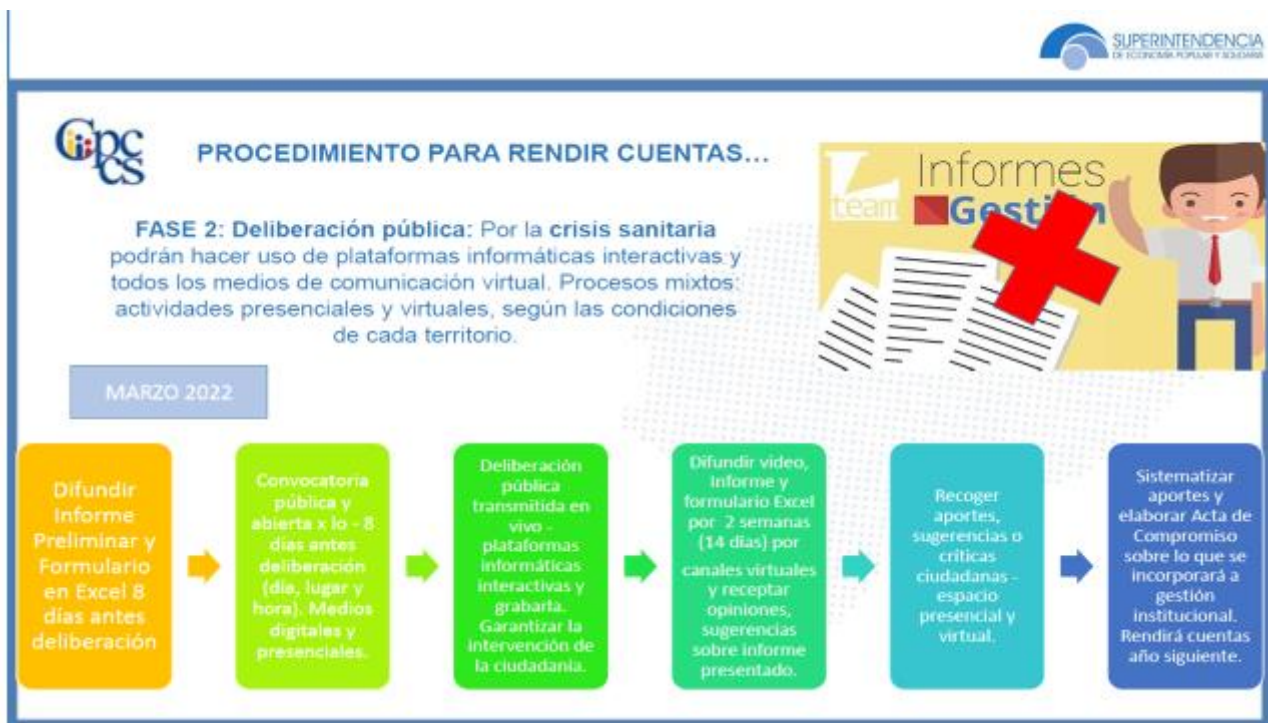 SUPERINTENDENCIA
DE ECONOMÍA POPULAR Y SOLIDARIA
Cpc
cs
PROCEDIMIENTO PARA RENDIR CUENTAS...
team
Informes
Gestión
FASE 2: Deliberación pública: Por la crisis sanitaria
podrán hacer uso de plataformas informáticas interactivas y
todos los medios de comunicación virtual. Procesos mixtos:
actividades presenciales y virtuales, según las condiciones
de cada territorio.
MARZO 2022
Difundir
Informe
Preliminar y
Formulario
en Excel 8
días antes
deliberación
Convocatoria
pública y
abierta x lo - 8
días antes
deliberación
(día, lugar y
hora). Medios
digitales y
presenciales.
Deliberación
pública
transmitida en
vivo -
plataformas
informáticas
interactivas y
grabarla.
Garantizar la
intervención de
la ciudadanía.
Difundir video,
Informe y
formulario Excel
por 2 semanas
(14 días) por
canales virtuales
y receptar
opiniones,
sugerencias
sobre informe
presentado.
Recoger
aportes,
sugerencias o
críticas
ciudadanas -
espacio
presencial y
virtual.
Sistematizar
aportes y
elaborar Acta de
Compromiso
sobre lo que se
incorporará a
gestión
institucional.
Rendirá cuentas
año siguiente.